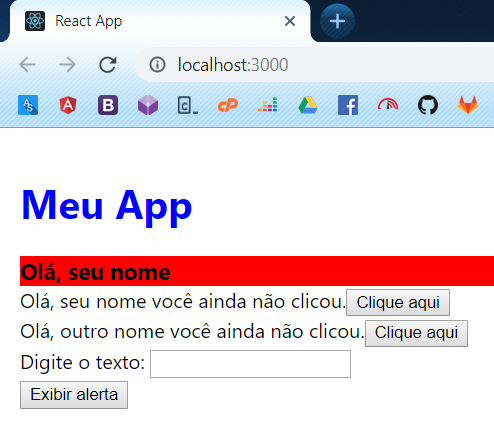 React App
localhost:3000
Meu App
Olá, seu nome
Olá, seu nome você ainda não clicou. Clique aqui
Olá, outro nome você ainda não clicou. Clique aqui
Digite o texto:
Exibir alerta